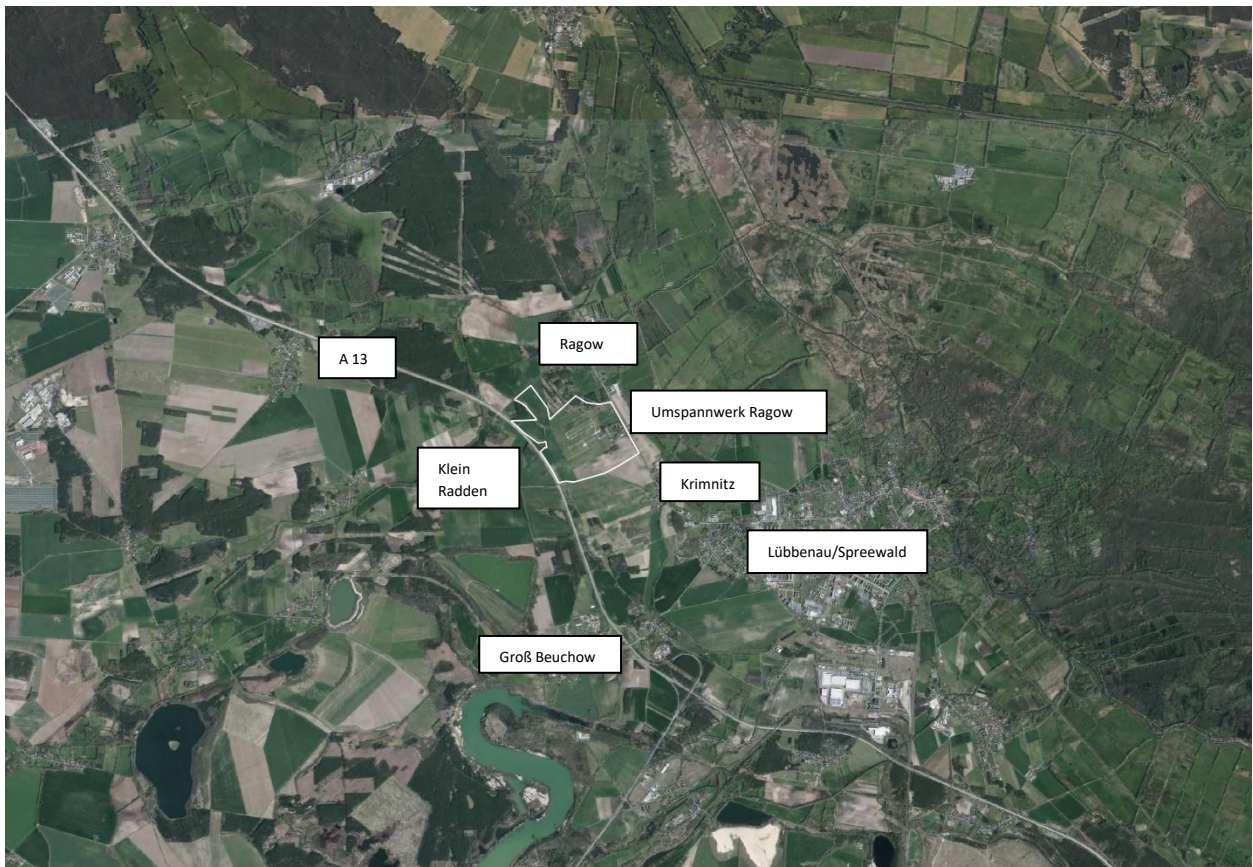 Ragow
A 13
Umspannwerk Ragow
Klein
Radden
Krimnitz
Lübbenau/Spreewald
Groß Beuchow